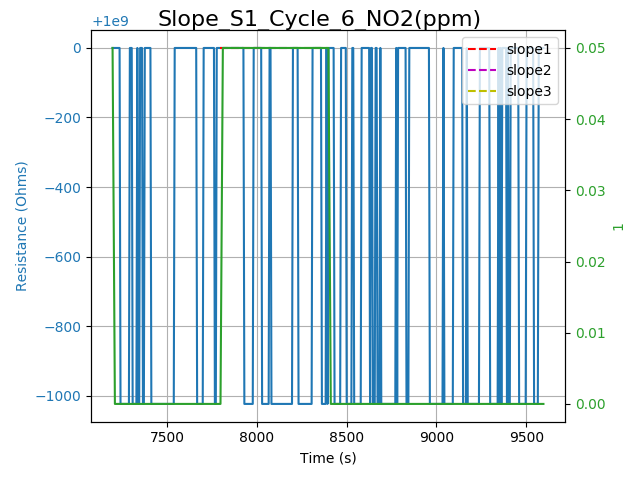 Slope_S1_Cycle_6_NO2(ppm)
+1e9
0
−200
−400
−600
−800
−1000
Resistance (Ohms)
7500
8000
8500
9000
9500
Time (s)
0.05
0.04
0.03
0.02
0.01
0.00
1
slope1
slope2
slope3